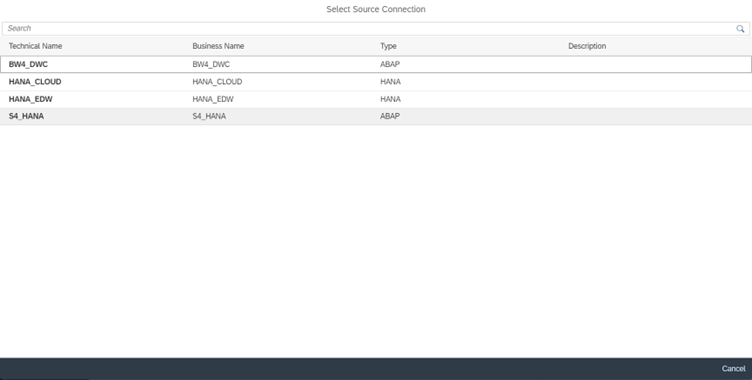 Select Source Connection
Search
Technical Name Business Name Type Description
BW4_DWC BW4_DWC ABAP
HANA_CLOUD HANA_CLOUD HANA
HANA_EDW HANA_EDW HANA
S4_HANA S4_HANA ABAP
Cancel